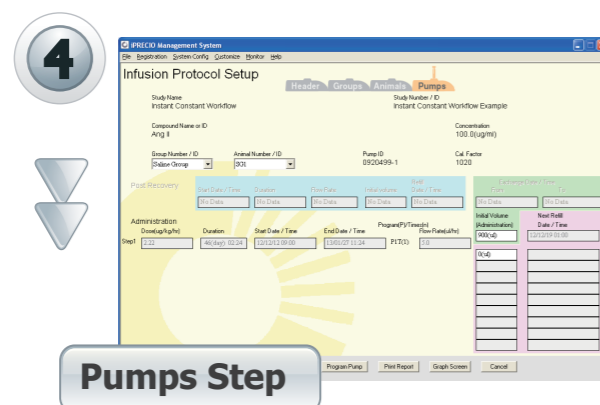 4
IPRECIO Management System
File Registration System-Config Customize Monitor Help
Infusion Protocol Setup
Header Groups Animals Pumps
Study Name Study Number / ID
Instant Constant Workflow Instant Constant Workflow Example
Compound Name or ID Concentration
Ang II 100.0(ug/ml)
Group Number / ID Animal Number / ID Pump ID Cal. Factor
Saline Group SG1 0920499-1 1020
Post Recovery
Start Date / Time Duration Flow Rate Initial Volume Next Date / Time
Exchange Date / Time
From To
No Data No Data No Data No Data No Data No Data No Data
Administration
Dose(ug/kg/hr) Duration Start Date / Time End Date / Time Program(P)/Times(n) Flow Rate(ul/hr)
Initial Volume (Administration) Next Refill Date / Time
Step1 2.22 46(day) 02:24 12/12/12 09:00 13/01/27 11:24 P1T(1) 3.0
900(ul) 12/12/19 01:00
0(ul)
Program Pump Print Report Graph Screen Cancel
Pumps Step